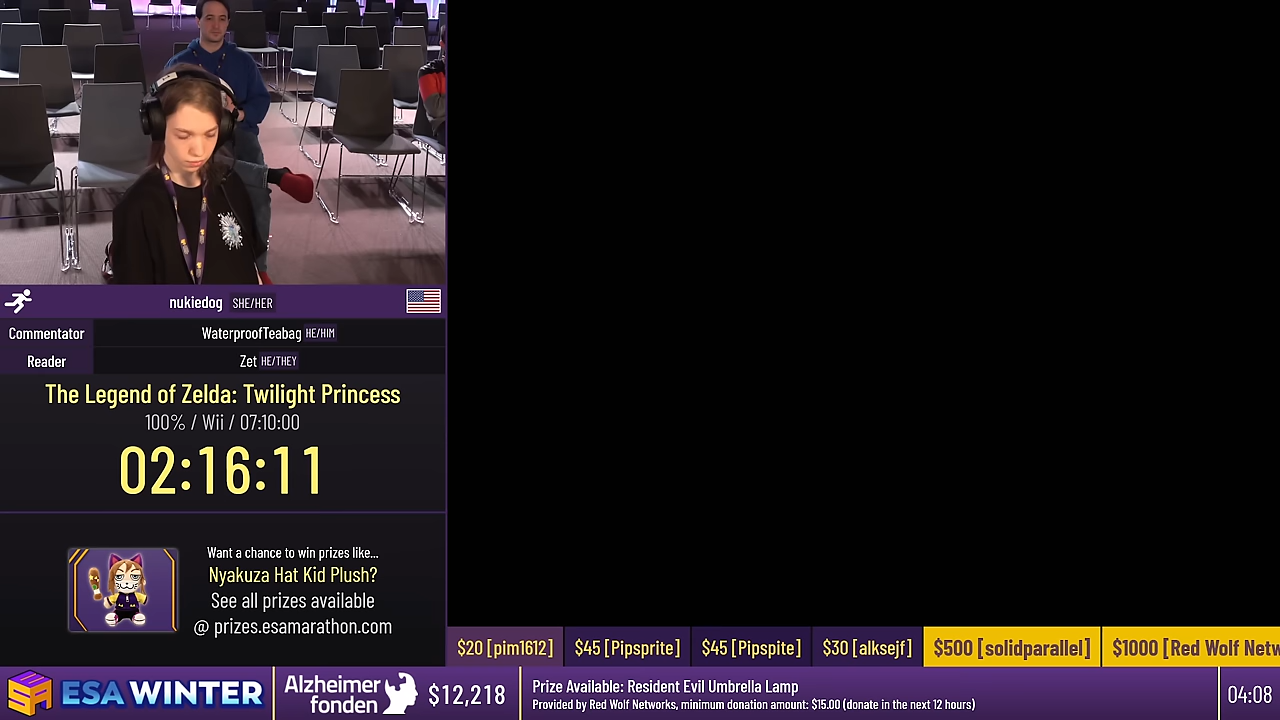 nukiedog SHE/HER
Commentator WaterproofTeabag HE/HIM
Reader Zet HE/THEY
The Legend of Zelda: Twilight Princess
100% / Wii / 07:10:00
02:16:11
Want a chance to win prizes like...
Nyakuza Hat Kid Plush?
See all prizes available
@ prizes.esamarathon.com
$20 [pim1612] $45 [Pipsprite] $45 [Pipspite] $30 [alksejf] $500 [solidparallel] $1000 [Red Wolf Netw
ESA WINTER
Alzheimer
fonden
$12,218
Prize Available: Resident Evil Umbrella Lamp
Provided by Red Wolf Networks, minimum donation amount: $15.00 (donate in the next 12 hours)
04:08